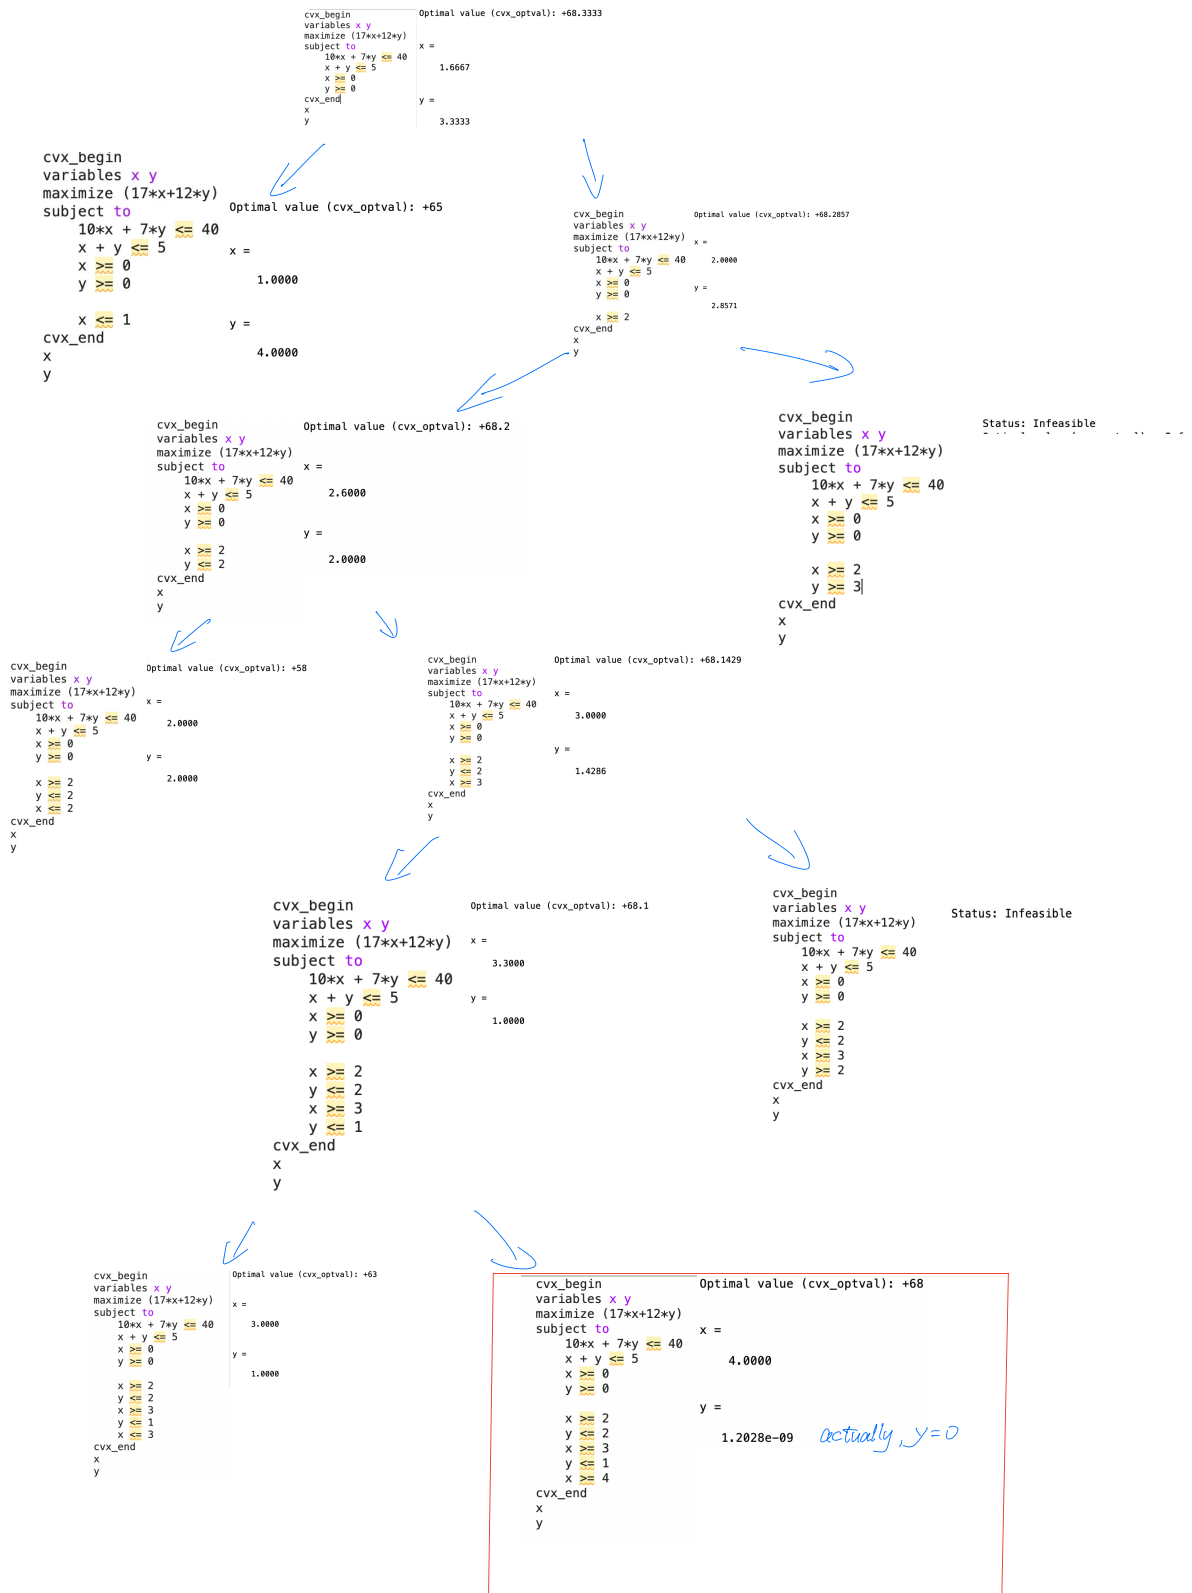 cvx_begin
variables x y
maximize (17*x+12*y)
subject to
10*x + 7*y <= 40
x + y <= 5
x >= 0
y >= 0
cvx_end
x
y
Optimal value (cvx_optval): +68.3333
x =
1.6667
y =
3.3333
cvx_begin
variables x y
maximize (17*x+12*y)
subject to
10*x + 7*y <= 40
x + y <= 5
x >= 0
y >= 0
x <= 1
cvx_end
x
y
Optimal value (cvx_optval): +65
x =
1.0000
y =
4.0000
cvx_begin
variables x y
maximize (17*x+12*y)
subject to
10*x + 7*y <= 40
x + y <= 5
x >= 0
y >= 0
x >= 2
cvx_end
x
y
Optimal value (cvx_optval): +68.2857
x =
2.0000
y =
2.8571
cvx_begin
variables x y
maximize (17*x+12*y)
subject to
10*x + 7*y <= 40
x + y <= 5
x >= 0
y >= 0
x >= 2
y <= 2
cvx_end
x
y
Optimal value (cvx_optval): +68.2
x =
2.6000
y =
2.0000
cvx_begin
variables x y
maximize (17*x+12*y)
subject to
10*x + 7*y <= 40
x + y <= 5
x >= 0
y >= 0
x >= 2
y >= 3
cvx_end
x
y
Status: Infeasible
cvx_begin
variables x y
maximize (17*x+12*y)
subject to
10*x + 7*y <= 40
x + y <= 5
x >= 0
y >= 0
x >= 2
y <= 2
x <= 2
cvx_end
x
y
Optimal value (cvx_optval): +58
x =
2.0000
y =
2.0000
cvx_begin
variables x y
maximize (17*x+12*y)
subject to
10*x + 7*y <= 40
x + y <= 5
x >= 0
y >= 0
x >= 2
y <= 2
x >= 3
cvx_end
x
y
Optimal value (cvx_optval): +68.1429
x =
3.0000
y =
1.4286
cvx_begin
variables x y
maximize (17*x+12*y)
subject to
10*x + 7*y <= 40
x + y <= 5
x >= 0
y >= 0
x >= 2
y <= 2
x >= 3
y <= 1
cvx_end
x
y
Optimal value (cvx_optval): +68.1
x =
3.3000
y =
1.0000
cvx_begin
variables x y
maximize (17*x+12*y)
subject to
10*x + 7*y <= 40
x + y <= 5
x >= 0
y >= 0
x >= 2
y <= 2
x >= 3
y >= 2
cvx_end
x
y
Status: Infeasible
cvx_begin
variables x y
maximize (17*x+12*y)
subject to
10*x + 7*y <= 40
x + y <= 5
x >= 0
y >= 0
x >= 2
y <= 2
x >= 3
y <= 1
x <= 3
cvx_end
x
y
Optimal value (cvx_optval): +63
x =
3.0000
y =
1.0000
cvx_begin
variables x y
maximize (17*x+12*y)
subject to
10*x + 7*y <= 40
x + y <= 5
x >= 0
y >= 0
x >= 2
y <= 2
x >= 3
y <= 1
x >= 4
cvx_end
x
y
Optimal value (cvx_optval): +68
x =
4.0000
y =
1.2028e-09 actually, y=0